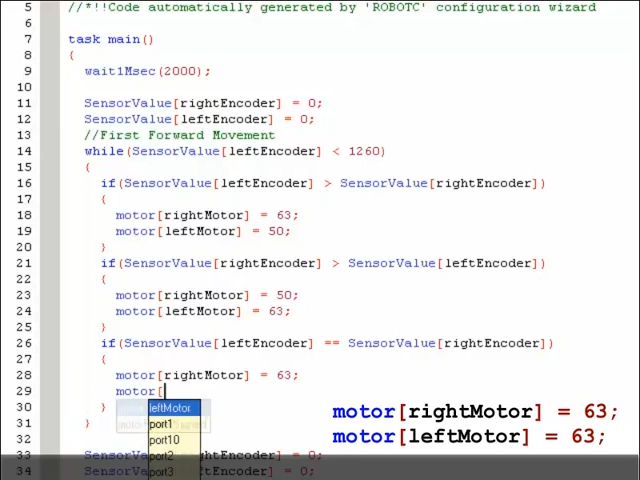 5 //*!!Code automatically generated by 'ROBOTC' configuration wizard
6
7 task main()
8 {
9 wait1Msec(2000);
10
11 SensorValue[rightEncoder] = 0;
12 SensorValue[leftEncoder] = 0;
13 //First Forward Movement
14 while(SensorValue[leftEncoder] < 1260)
15 {
16 if(SensorValue[leftEncoder] > SensorValue[rightEncoder])
17 {
18 motor[rightMotor] = 63;
19 motor[leftMotor] = 50;
20 }
21 if(SensorValue[rightEncoder] > SensorValue[leftEncoder])
22 {
23 motor[rightMotor] = 50;
24 motor[leftMotor] = 63;
25 }
26 if(SensorValue[leftEncoder] == SensorValue[rightEncoder])
27 {
28 motor[rightMotor] = 63;
29 motor[
30 }
31 }
32
33 Sensor
34 Sensor
leftMotor
port1
port10
port2
port3
= 0;
= 0;
motor[rightMotor] = 63;
motor[leftMotor] = 63;